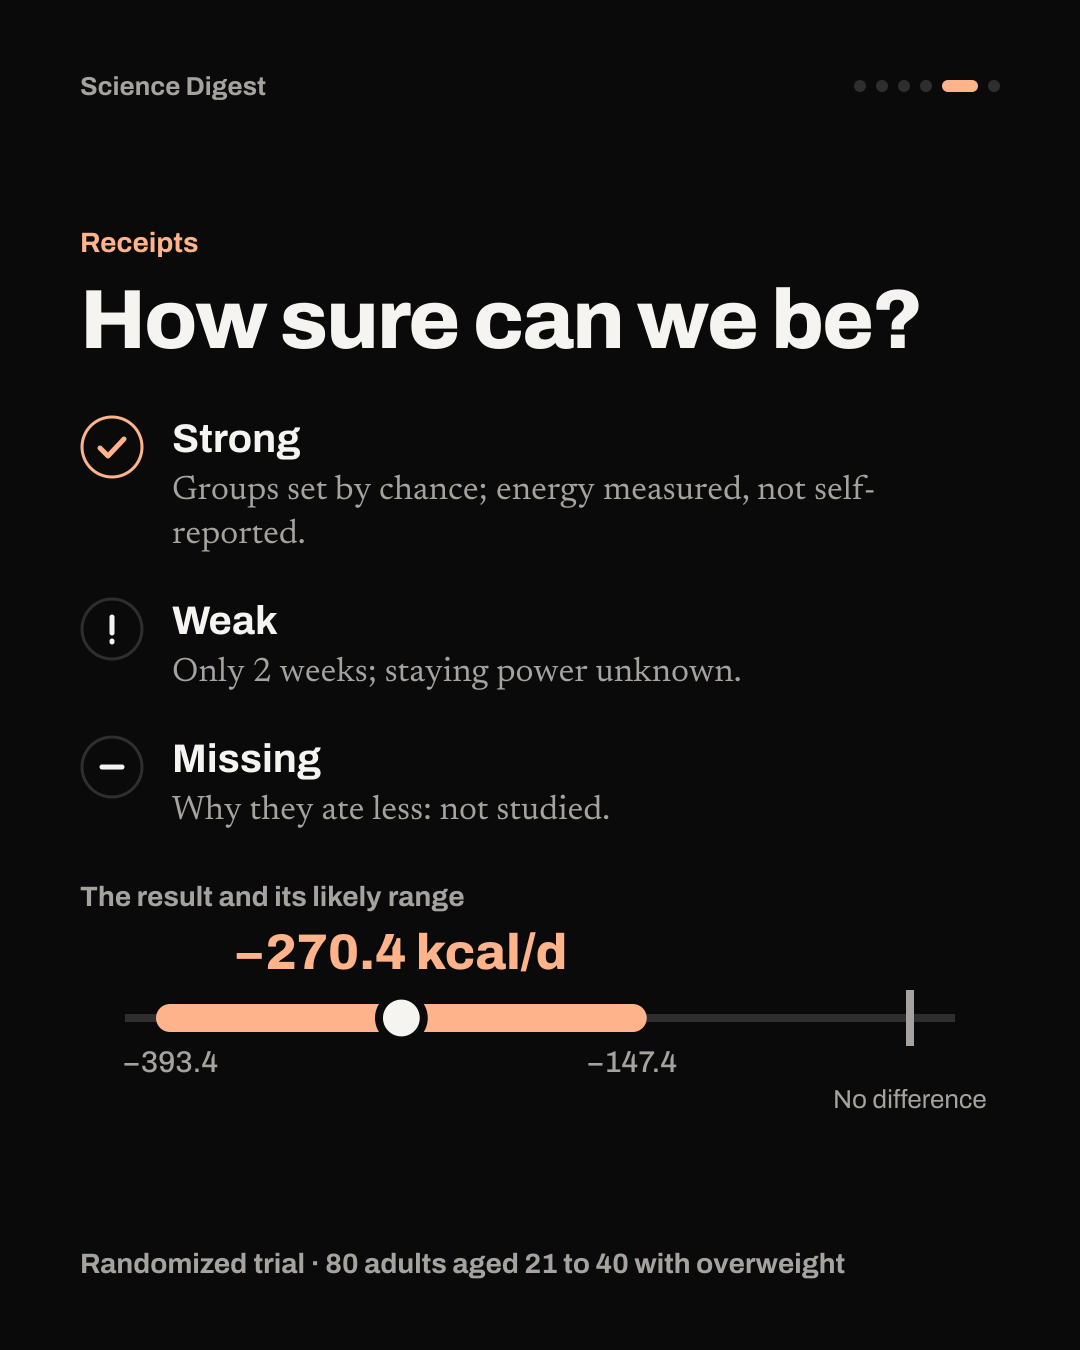 Science Digest
Receipts
How sure can we be?
Strong
Groups set by chance; energy measured, not self-
reported.
Weak
Only 2 weeks; staying power unknown.
Missing
Why they ate less: not studied.
The result and its likely range
−270.4 kcal/d
−393.4
−147.4
No difference
Randomized trial · 80 adults aged 21 to 40 with overweight